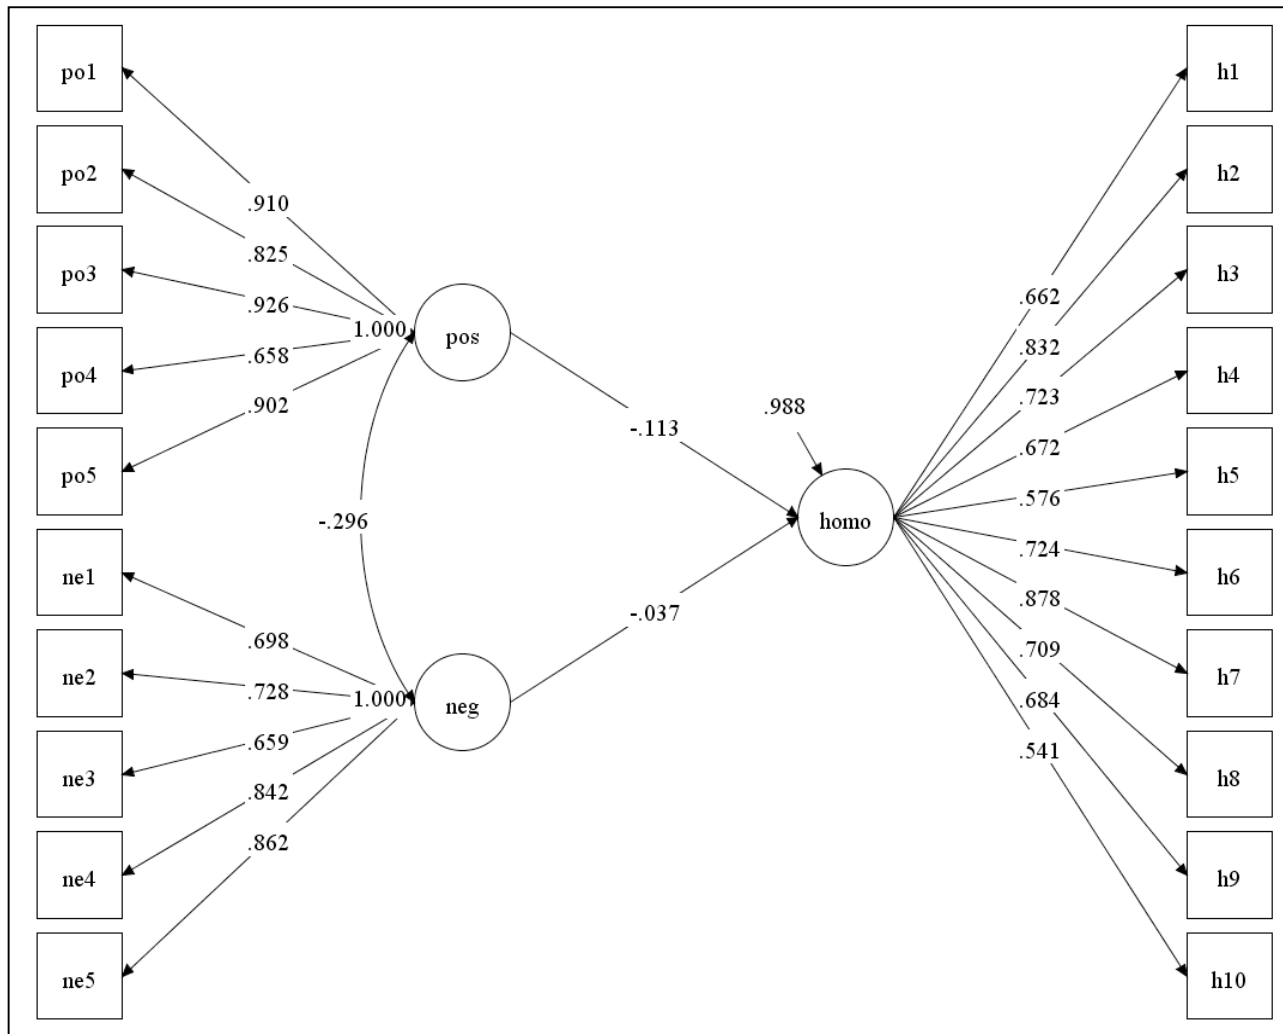 po1
po2
po3
po4
po5
ne1
ne2
ne3
ne4
ne5
.910
.825
.926
.658
.902
1.000
pos
-.296
.698
.728
.659
.842
.862
1.000
neg
-.113
-.037
.988
homo
.662
.832
.723
.672
.576
.724
.878
.709
.684
.541
h1
h2
h3
h4
h5
h6
h7
h8
h9
h10